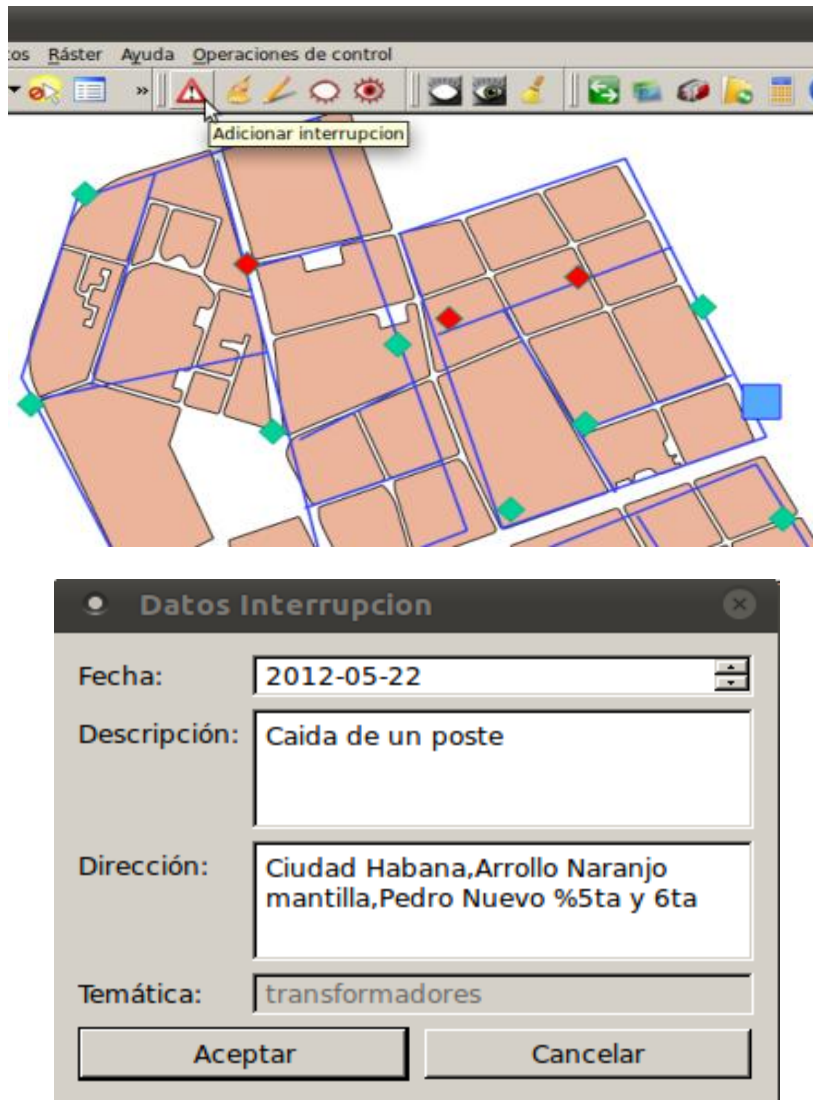 os Ráster Ayuda Operaciones de control
»
Adicionar interrupcion
Datos Interrupcion
Fecha: 2012-05-22
Descripción: Caida de un poste
Dirección: Ciudad Habana,Arrollo Naranjo
mantilla,Pedro Nuevo %5ta y 6ta
Temática: transformadores
Aceptar Cancelar